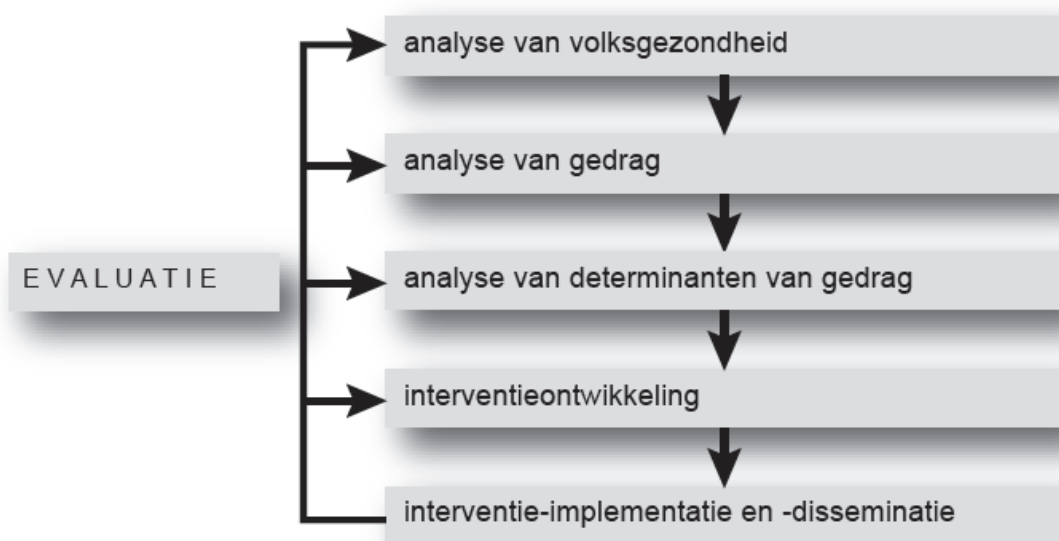 analyse van volksgezondheid
analyse van gedrag
EVALUATIE
analyse van determinanten van gedrag
interventieontwikkeling
interventie-implementatie en -disseminatie